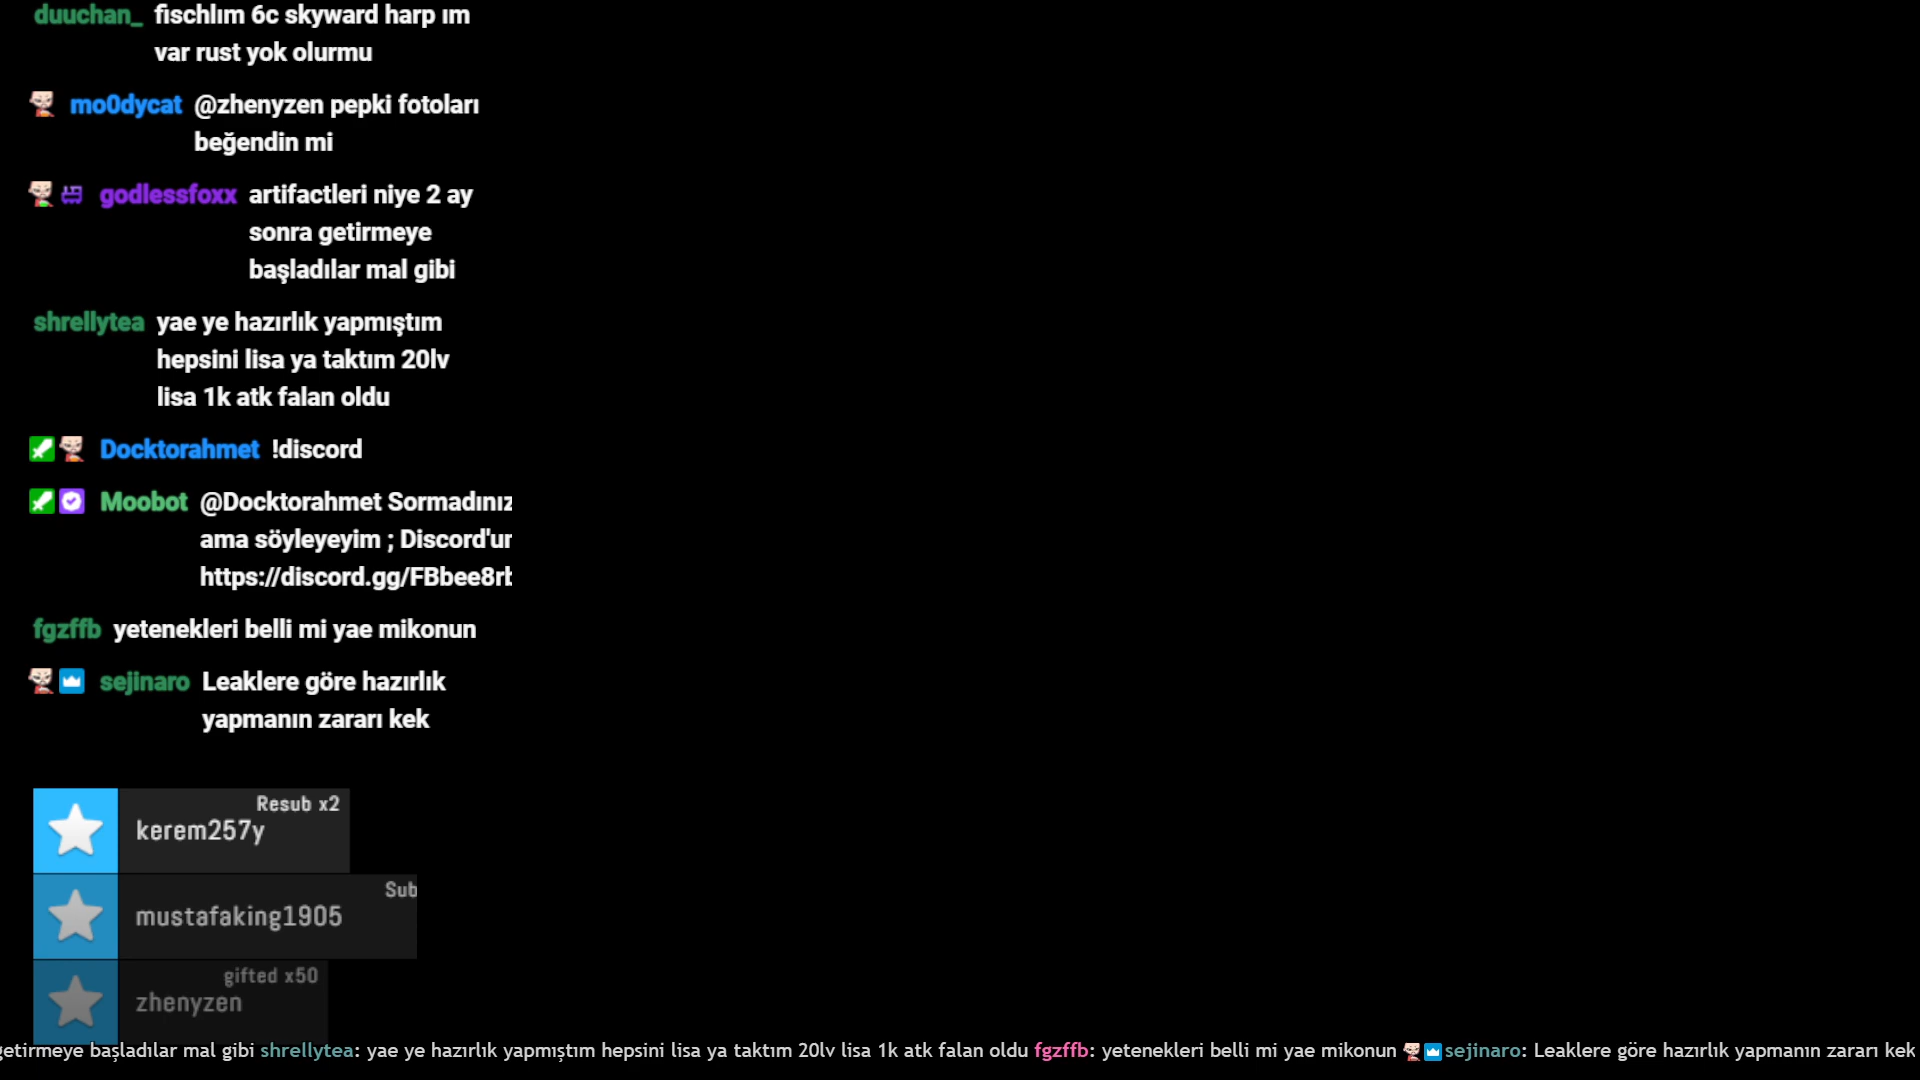 duuchan_ fischlım 6c skyward harp ım
var rust yok olurmu
mo0dycat @zhenyzen pepki fotoları
beğendin mi
godlessfoxx artifactleri niye 2 ay
sonra getirmeye
başladılar mal gibi
shrellytea yae ye hazırlık yapmıştım
hepsini lisa ya taktım 20lv
lisa 1k atk falan oldu
Docktorahmet !discord
Moobot @Docktorahmet Sormadınız
ama söyleyeyim ; Discord'um
https://discord.gg/FBbee8rb
fgzffb yetenekleri belli mi yae mikonun
sejinaro Leaklere göre hazırlık
yapmanın zararı kek
Resub x2
kerem257y
Sub
mustafaking1905
gifted x50
zhenyzen
getirmeye başladılar mal gibi shrellytea: yae ye hazırlık yapmıştım hepsini lisa ya taktım 20lv lisa 1k atk falan oldu fgzffb: yetenekleri belli mi yae mikonun sejinaro: Leaklere göre hazırlık yapmanın zararı kek